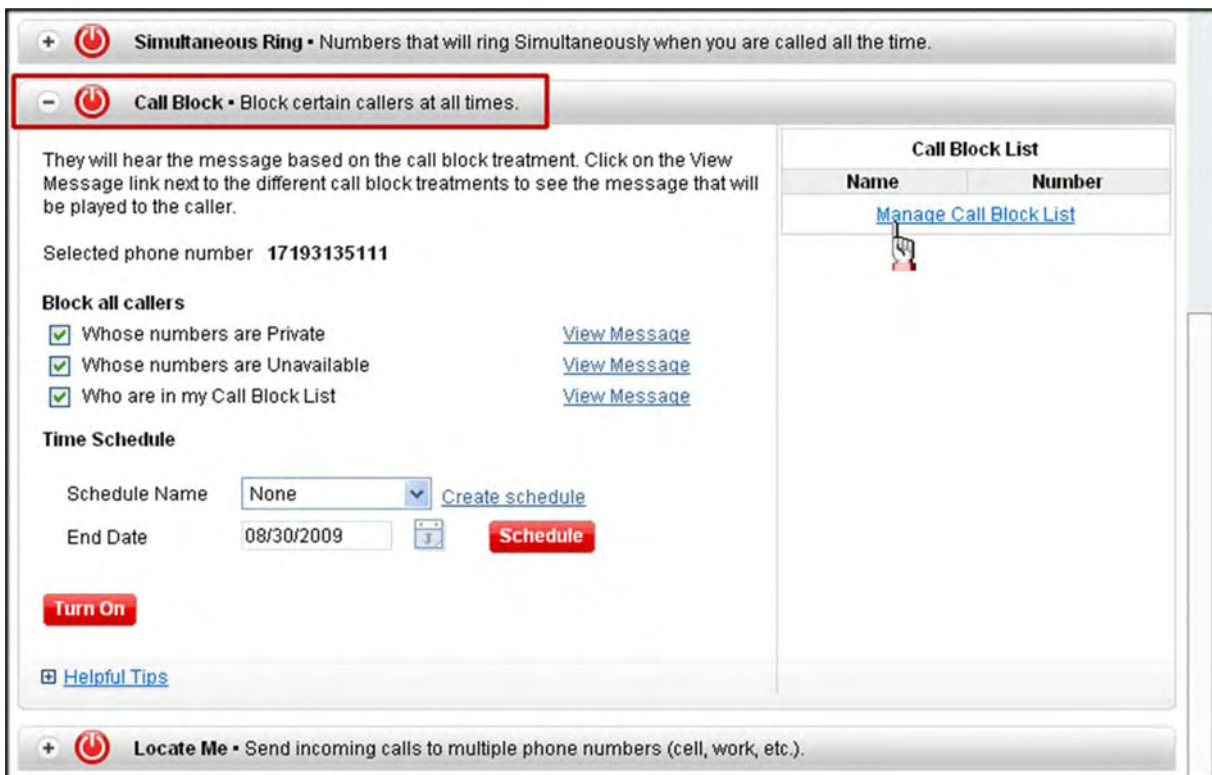 Simultaneous Ring ▪ Numbers that will ring Simultaneously when you are called all the time.
Call Block ▪ Block certain callers at all times.
They will hear the message based on the call block treatment. Click on the View
Message link next to the different call block treatments to see the message that will
be played to the caller.
Selected phone number 17193135111
Block all callers
Whose numbers are Private View Message
Whose numbers are Unavailable View Message
Who are in my Call Block List View Message
Time Schedule
Schedule Name None Create schedule
End Date 08/30/2009 Schedule
Turn On
Helpful Tips
Call Block List
Name Number
Manage Call Block List
Locate Me ▪ Send incoming calls to multiple phone numbers (cell, work, etc.).